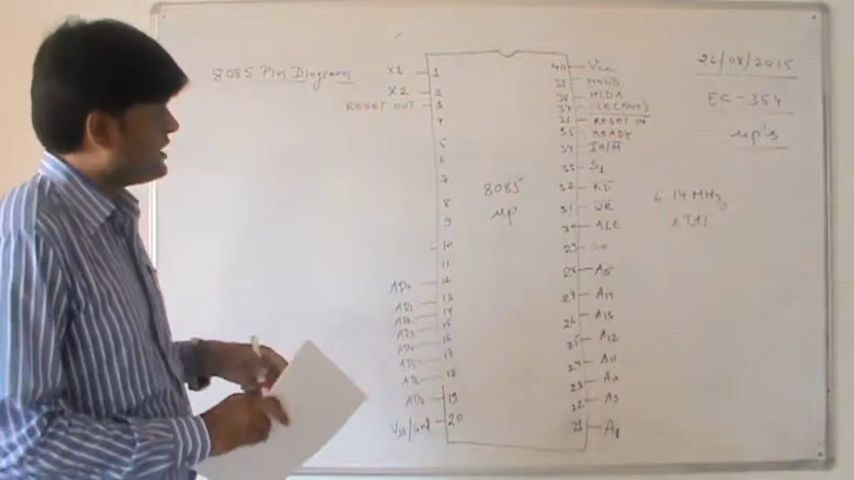 8085 Pin Diagram
26/08/2015
EC-354
μp's
X1 1
X2 2
RESET OUT 3
4
5
6
7
8
9
10
11
AD0 12
AD1 13
AD2 14
AD3 15
AD4 16
AD5 17
AD6 18
AD7 19
Vss/Gnd 20
8085
μp
40 Vcc
39 HOLD
38 HLDA
37 CLK(OUT)
36 RESET IN
35 READY
34 IO/M
33 S1
32 RD
31 WR
30 ALE
29 S0
28 A15
27 A14
26 A13
25 A12
24 A11
23 A10
22 A9
21 A8
6.14 MHz
XTAL